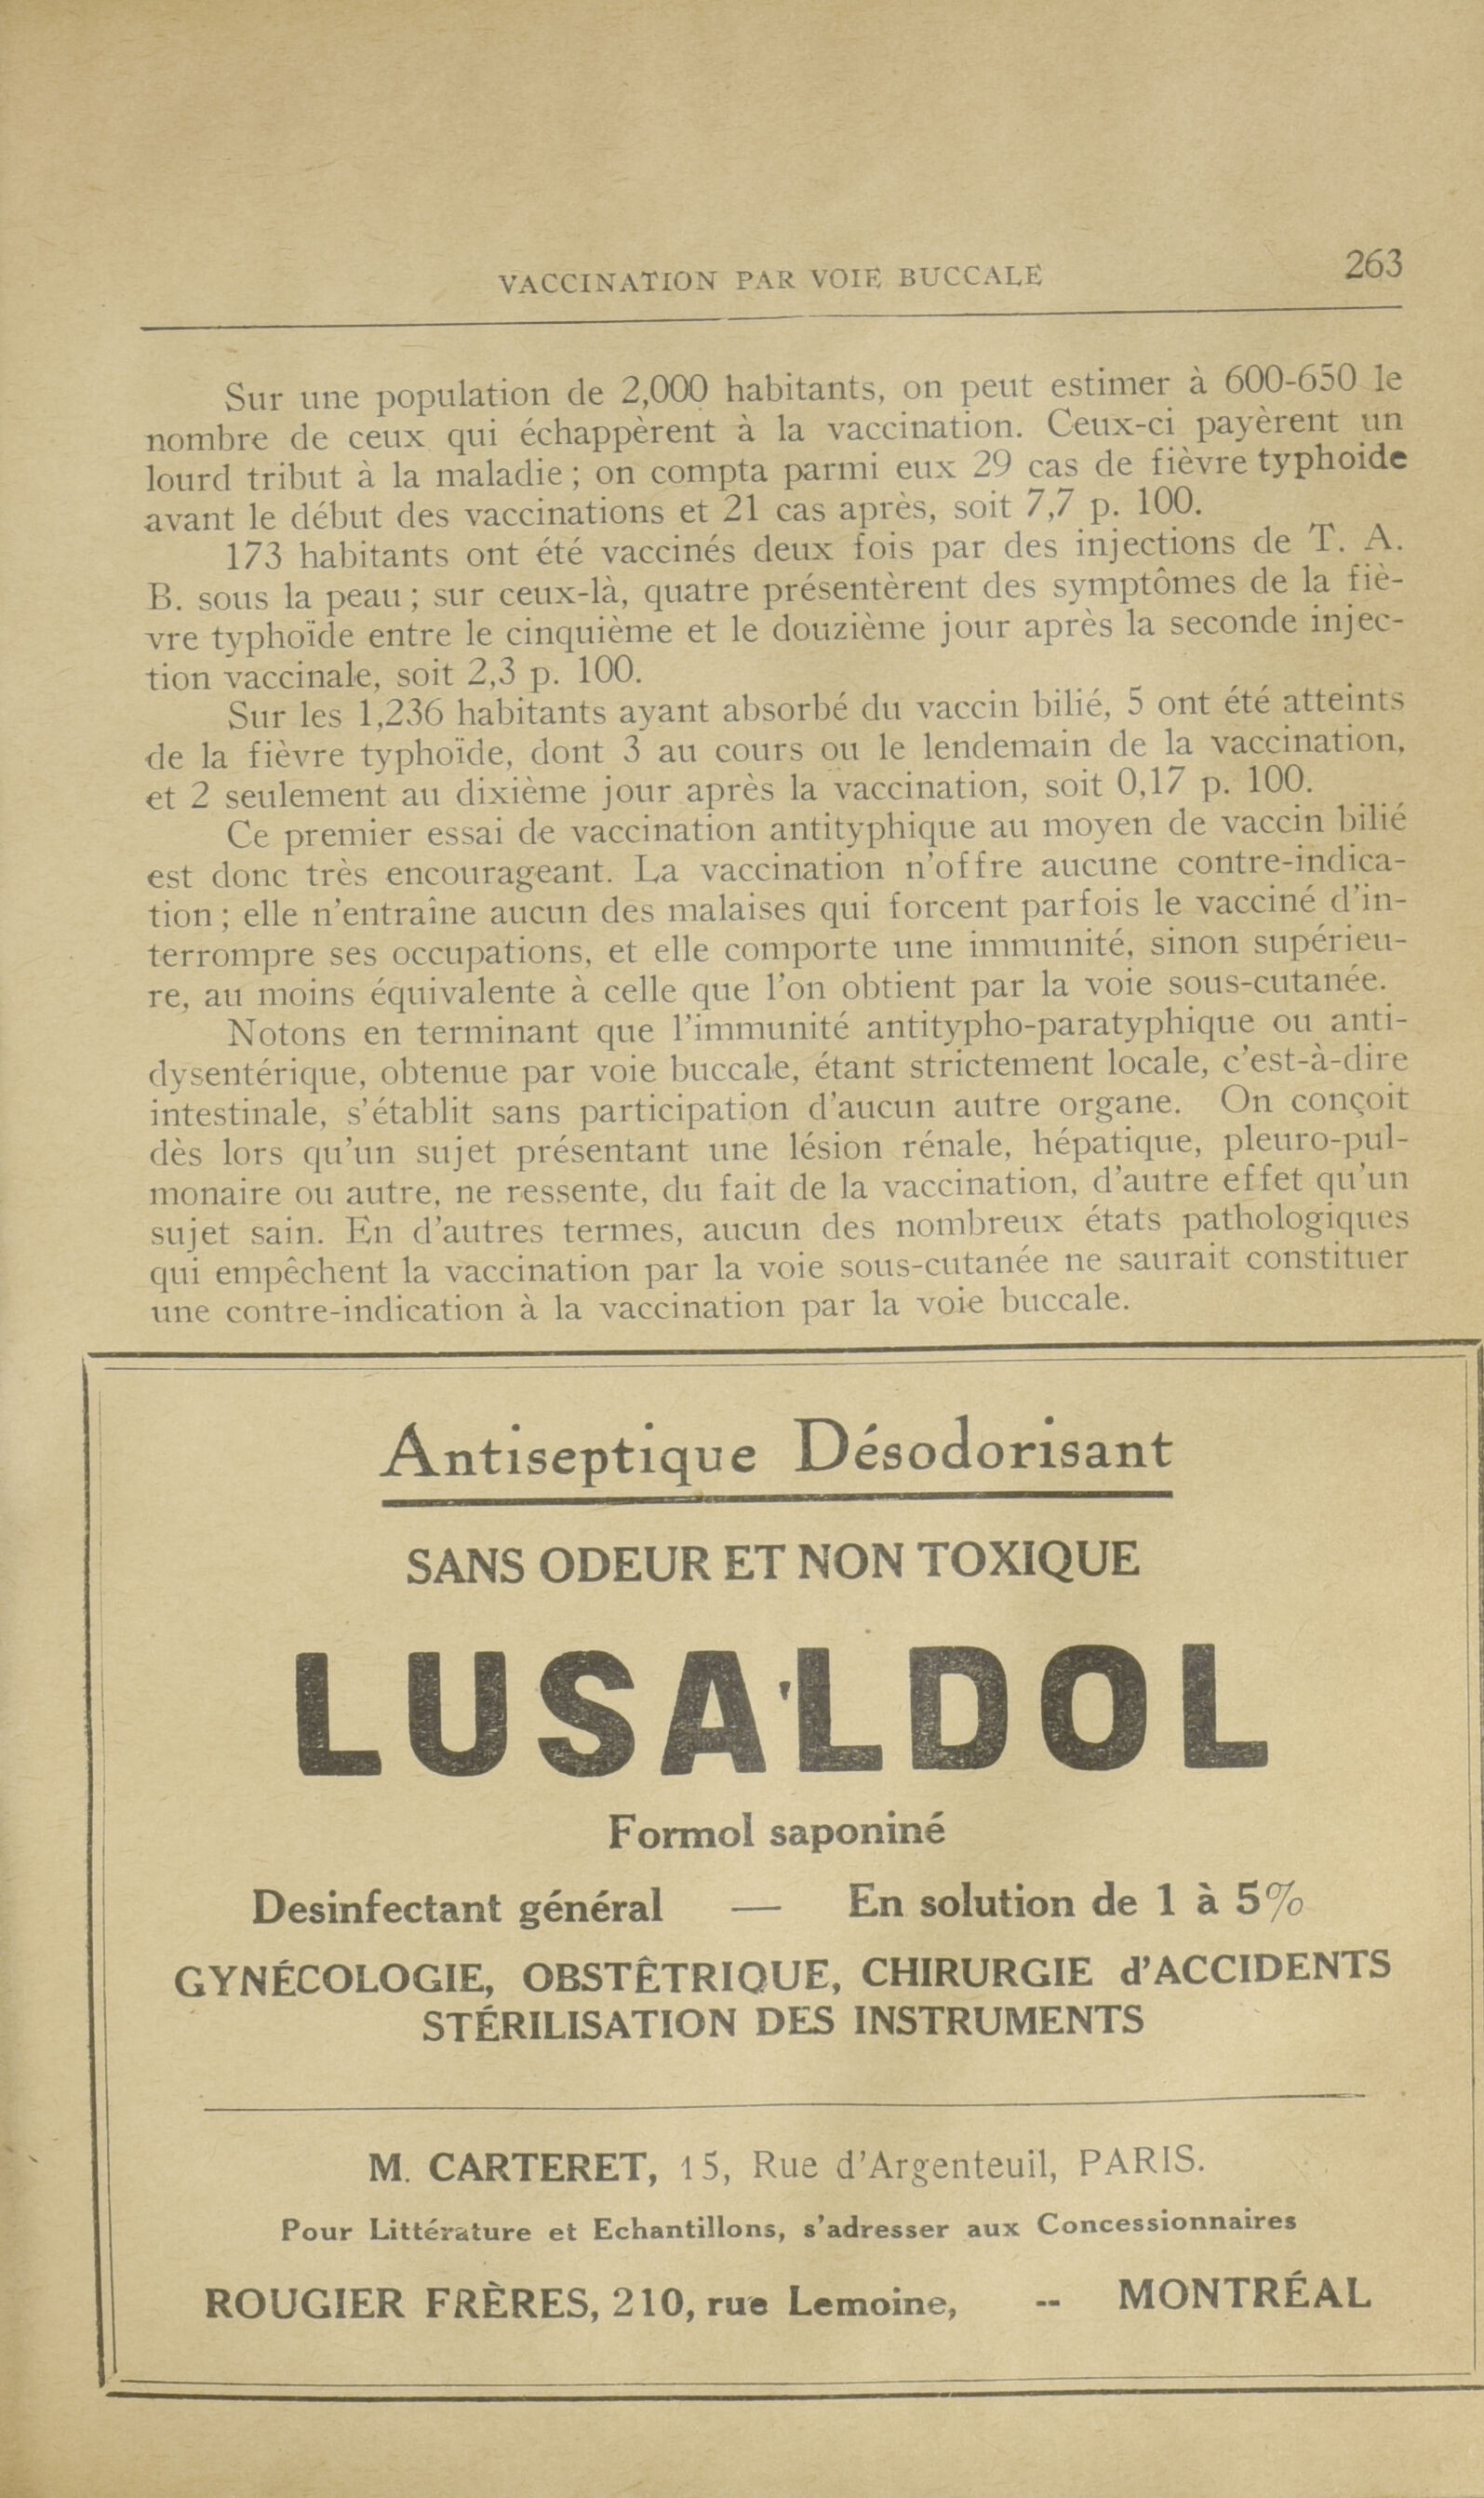 VACCINATION PAR VOIE BUCCALE 263
Sur une population de 2,000 habitants, on peut estimer à 600-650 le
nombre de ceux qui échappèrent à la vaccination. Ceux-ci payèrent un
lourd tribut à la maladie; on compta parmi eux 29 cas de fièvre typhoide
avant le début des vaccinations et 21 cas après, soit 7,7 p. 100.
173 habitants ont été vaccinés deux fois par des injections de T. A.
B. sous la peau; sur ceux-là, quatre présentèrent des symptômes de la fiè-
vre typhoïde entre le cinquième et le douzième jour après la seconde injec-
tion vaccinale, soit 2,3 p. 100.
Sur les 1,236 habitants ayant absorbé du vaccin bilié, 5 ont été atteints
de la fièvre typhoïde, dont 3 au cours ou le lendemain de la vaccination,
et 2 seulement au dixième jour après la vaccination, soit 0,17 p. 100.
Ce premier essai de vaccination antityphique au moyen de vaccin bilié
est donc très encourageant. La vaccination n'offre aucune contre-indica-
tion; elle n'entraîne aucun des malaises qui forcent parfois le vacciné d'in-
terrompre ses occupations, et elle comporte une immunité, sinon supérieu-
re, au moins équivalente à celle que l'on obtient par la voie sous-cutanée.
Notons en terminant que l'immunité antitypho-paratyphique ou anti-
dysentérique, obtenue par voie buccale, étant strictement locale, c'est-à-dire
intestinale, s'établit sans participation d'aucun autre organe. On conçoit
dès lors qu'un sujet présentant une lésion rénale, hépatique, pleuro-pul-
monaire ou autre, ne ressente, du fait de la vaccination, d'autre effet qu'un
sujet sain. En d'autres termes, aucun des nombreux états pathologiques
qui empêchent la vaccination par la voie sous-cutanée ne saurait constituer
une contre-indication à la vaccination par la voie buccale.
Antiseptique Désodorisant
SANS ODEUR ET NON TOXIQUE
LUSALDOL
Formol saponiné
Desinfectant général — En solution de 1 à 5%
GYNÉCOLOGIE, OBSTÊTRIQUE, CHIRURGIE d'ACCIDENTS
STÉRILISATION DES INSTRUMENTS
M. CARTERET, 15, Rue d'Argenteuil, PARIS.
Pour Littérature et Echantillons, s'adresser aux Concessionnaires
ROUGIER FRÈRES, 210, rue Lemoine, -- MONTRÉAL